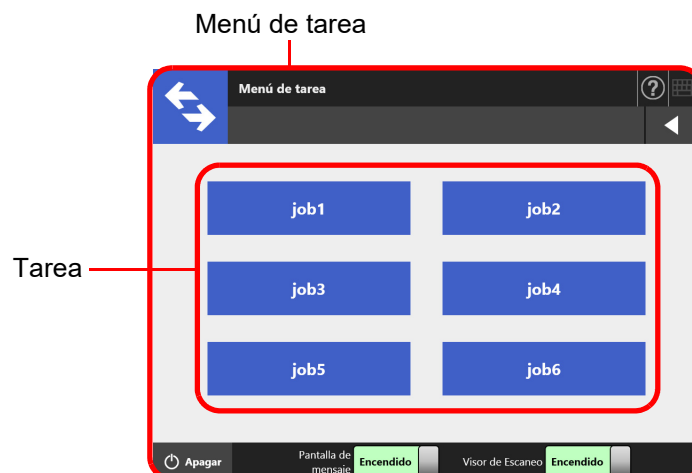 Menú de tarea
Menú de tarea
?
job1
job2
Tarea
job3
job4
job5
job6
Apagar
Pantalla de
mensaje
Encendido
Visor de Escaneo
Encendido